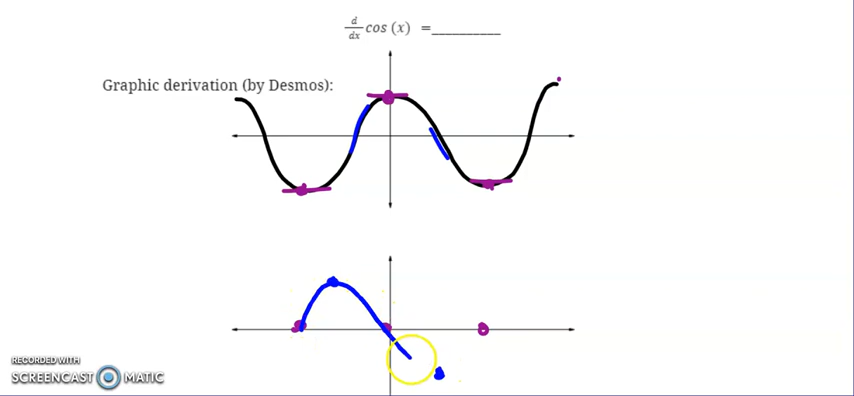 d/dx cos (x) =__________
Graphic derivation (by Desmos):
RECORDED WITH
SCREENCAST MATIC